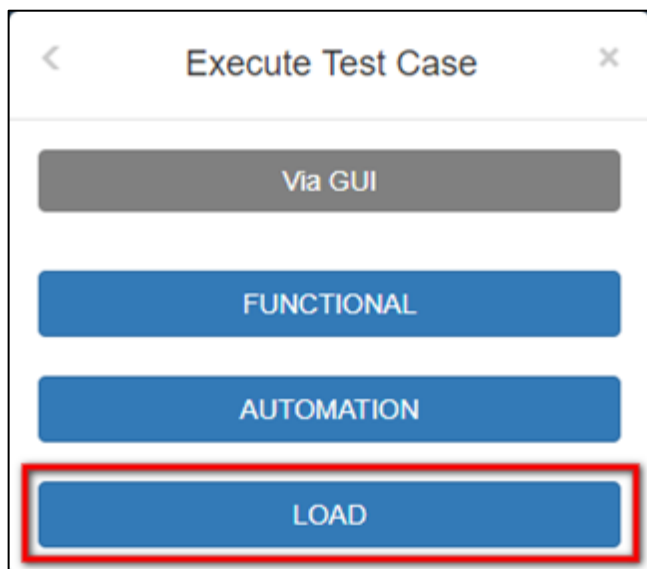 Execute Test Case
Via GUI
FUNCTIONAL
AUTOMATION
LOAD